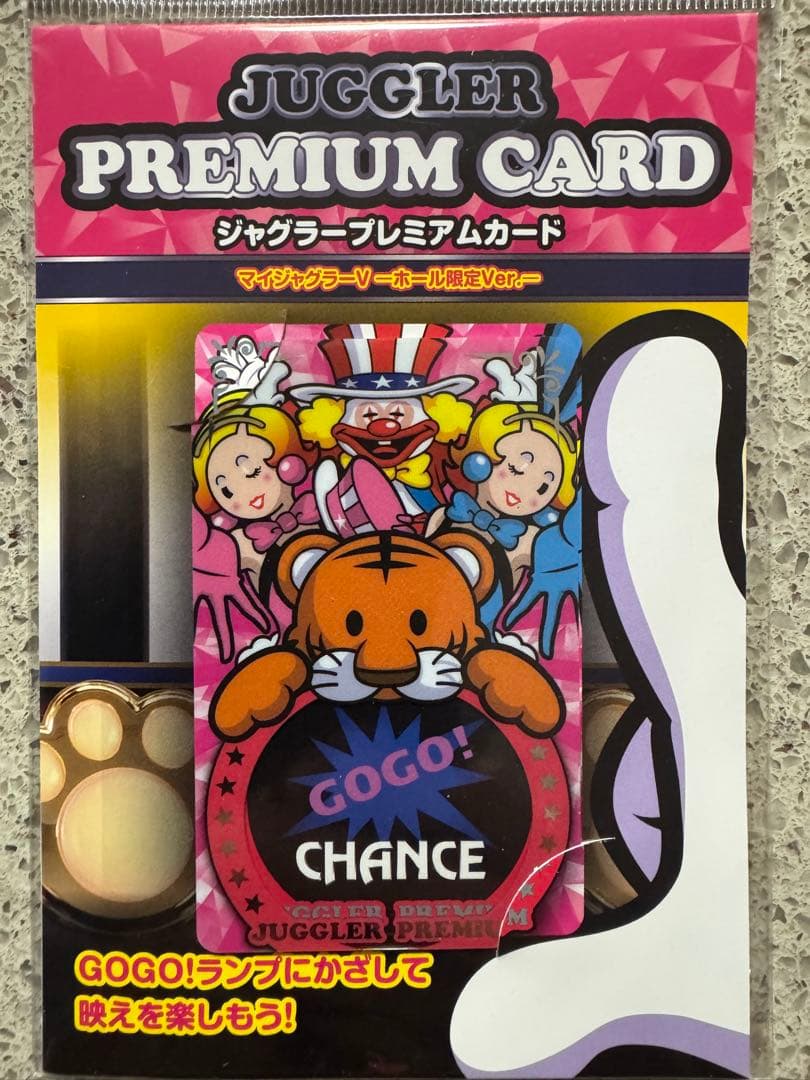 JUGGLER
PREMIUM CARD
ジャグラープレミアムカード
マイジャグラーV ーホール限定Ver.ー
GOGO!
CHANCE
JUGGLER PREMIUM
JUGGLER PREMIUM
GOGO!ランプにかざして
映えを楽しもう!